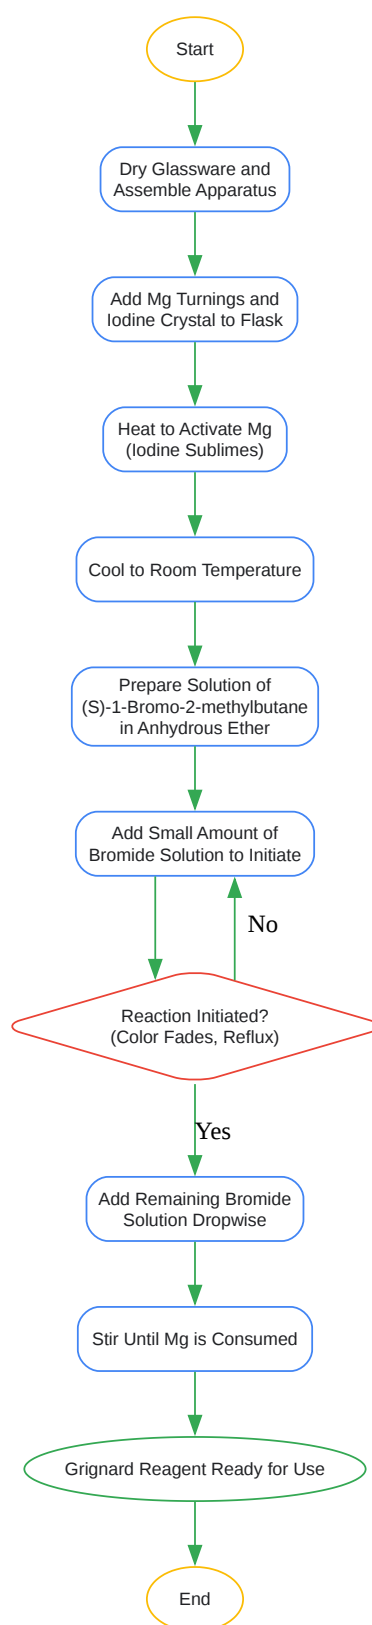 Start
Dry Glassware and
Assemble Apparatus
Add Mg Turnings and
Iodine Crystal to Flask
Heat to Activate Mg
(Iodine Sublimes)
Cool to Room Temperature
Prepare Solution of
(S)-1-Bromo-2-methylbutane
in Anhydrous Ether
Add Small Amount of
Bromide Solution to Initiate
No
Reaction Initiated?
(Color Fades, Reflux)
Yes
Add Remaining Bromide
Solution Dropwise
Stir Until Mg is Consumed
Grignard Reagent Ready for Use
End